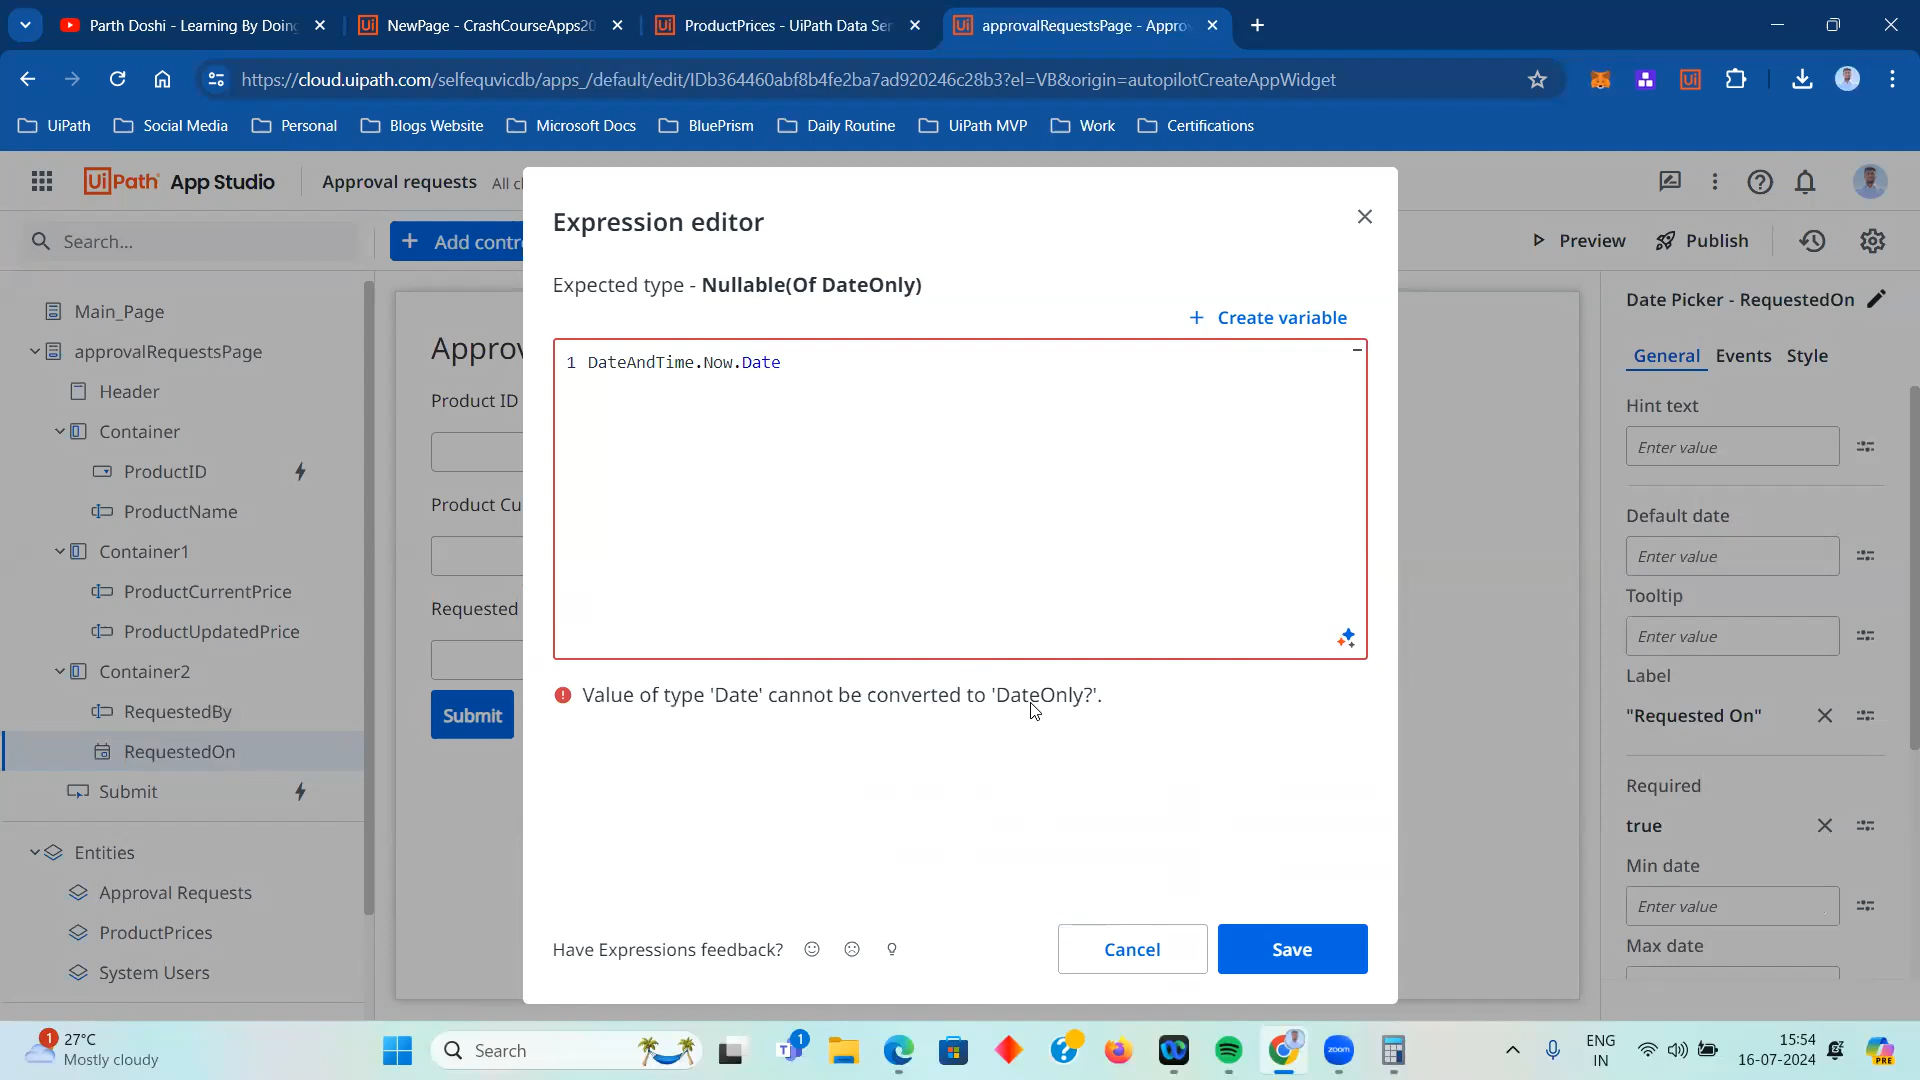 Parth Doshi - Learning By Doing
NewPage - CrashCourseApps20
ProductPrices - UiPath Data Ser
approvalRequestsPage - Appro
https://cloud.uipath.com/selfequvicdb/apps_/default/edit/IDb364460abf8b4fe2ba7ad920246c28b3?el=VB&origin=autopilotCreateAppWidget
UiPath
Social Media
Personal
Blogs Website
Microsoft Docs
BluePrism
Daily Routine
UiPath MVP
Work
Certifications
UiPath App Studio
Approval requests
All c
Search...
Add contr
Preview
Publish
Main_Page
approvalRequestsPage
Header
Container
ProductID
ProductName
Container1
ProductCurrentPrice
ProductUpdatedPrice
Container2
RequestedBy
RequestedOn
Submit
Entities
Approval Requests
ProductPrices
System Users
Approv
Product ID
Product Cu
Requested
Submit
Expression editor
Expected type - Nullable(Of DateOnly)
Create variable
1 DateAndTime.Now.Date
Value of type 'Date' cannot be converted to 'DateOnly?'.
Have Expressions feedback?
Cancel
Save
Date Picker - RequestedOn
General Events Style
Hint text
Enter value
Default date
Enter value
Tooltip
Enter value
Label
"Requested On"
Required
true
Min date
Enter value
Max date
1
27°C
Mostly cloudy
Search
1
zoom
ENG
IN
15:54
16-07-2024
PRE